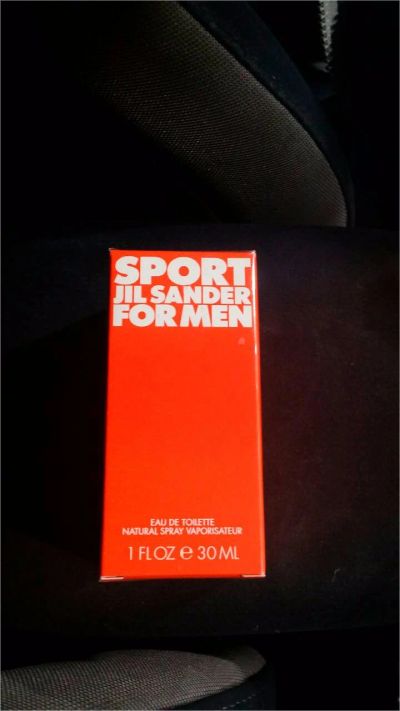 SPORT
JIL SANDER
FOR MEN
EAU DE TOILETTE
NATURAL SPRAY VAPORISATEUR
1 FL OZ ℮ 30 ML